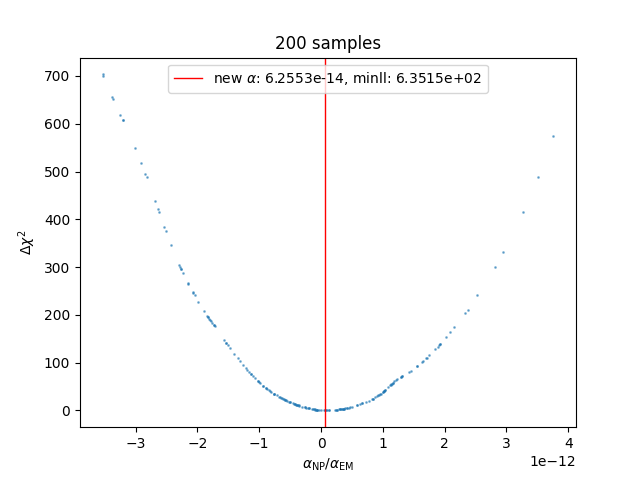 200 samples
new α: 6.2553e-14, minll: 6.3515e+02
Δχ²
700
600
500
400
300
200
100
0
−3 −2 −1 0 1 2 3 4
1e−12
α_NP/α_EM